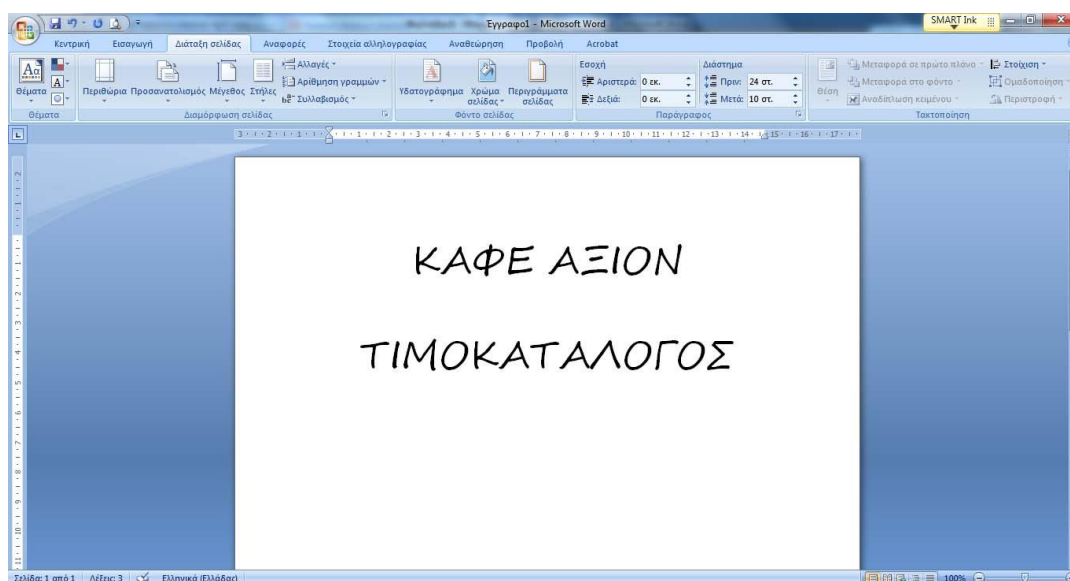 Έγγραφο1 - Microsoft Word
SMART Ink
Κεντρική Εισαγωγή Διάταξη σελίδας Αναφορές Στοιχεία αλληλογραφίας Αναθεώρηση Προβολή Acrobat
Θέματα
Περιθώρια Προσανατολισμός Μέγεθος Στήλες
Αλλαγές
Αρίθμηση γραμμών
Συλλαβισμός
Διαμόρφωση σελίδας
Υδατογράφημα Χρώμα σελίδας Περιγράμματα σελίδας
Φόντο σελίδας
Εσοχή
Αριστερά: 0 εκ.
Δεξιά: 0 εκ.
Διάστημα
Πριν: 24 στ.
Μετά: 10 στ.
Παράγραφος
Θέση
Μεταφορά σε πρώτο πλάνο
Μεταφορά στο φόντο
Αναδίπλωση κειμένου
Στοίχιση
Ομαδοποίηση
Περιστροφή
Τακτοποίηση
Θέματα
ΚΑΦΕ ΑΞΙΟΝ
ΤΙΜΟΚΑΤΑΛΟΓΟΣ
Σελίδα: 1 από 1 Λέξεις: 3 Ελληνικά (Ελλάδας) 100%